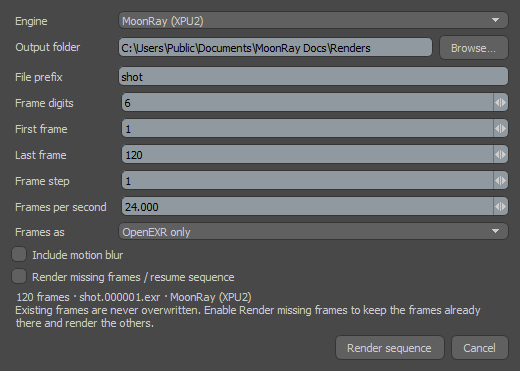 Engine MoonRay (XPU2)
Output folder C:\Users\Public\Documents\MoonRay Docs\Renders Browse...
File prefix shot
Frame digits 6
First frame 1
Last frame 120
Frame step 1
Frames per second 24.000
Frames as OpenEXR only
Include motion blur
Render missing frames / resume sequence
120 frames · shot.000001.exr · MoonRay (XPU2)
Existing frames are never overwritten. Enable Render missing frames to keep the frames already
there and render the others.
Render sequence Cancel